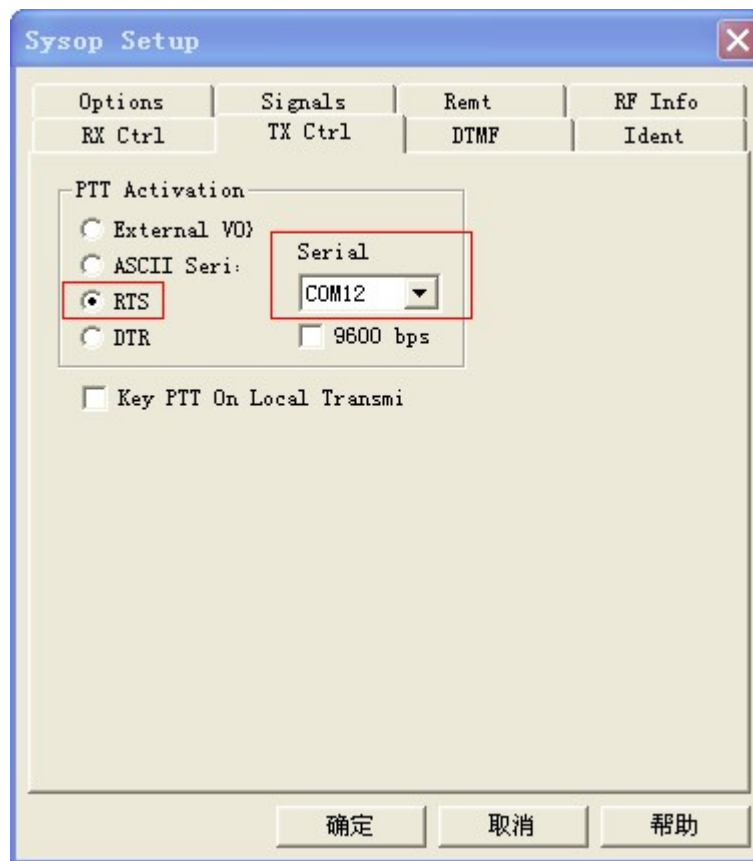 Sysop Setup
Options Signals Remt RF Info
RX Ctrl TX Ctrl DTMF Ident
PTT Activation
External VO
ASCII Seri
Serial
RTS
COM12
DTR
9600 bps
Key PTT On Local Transmi
确定 取消 帮助